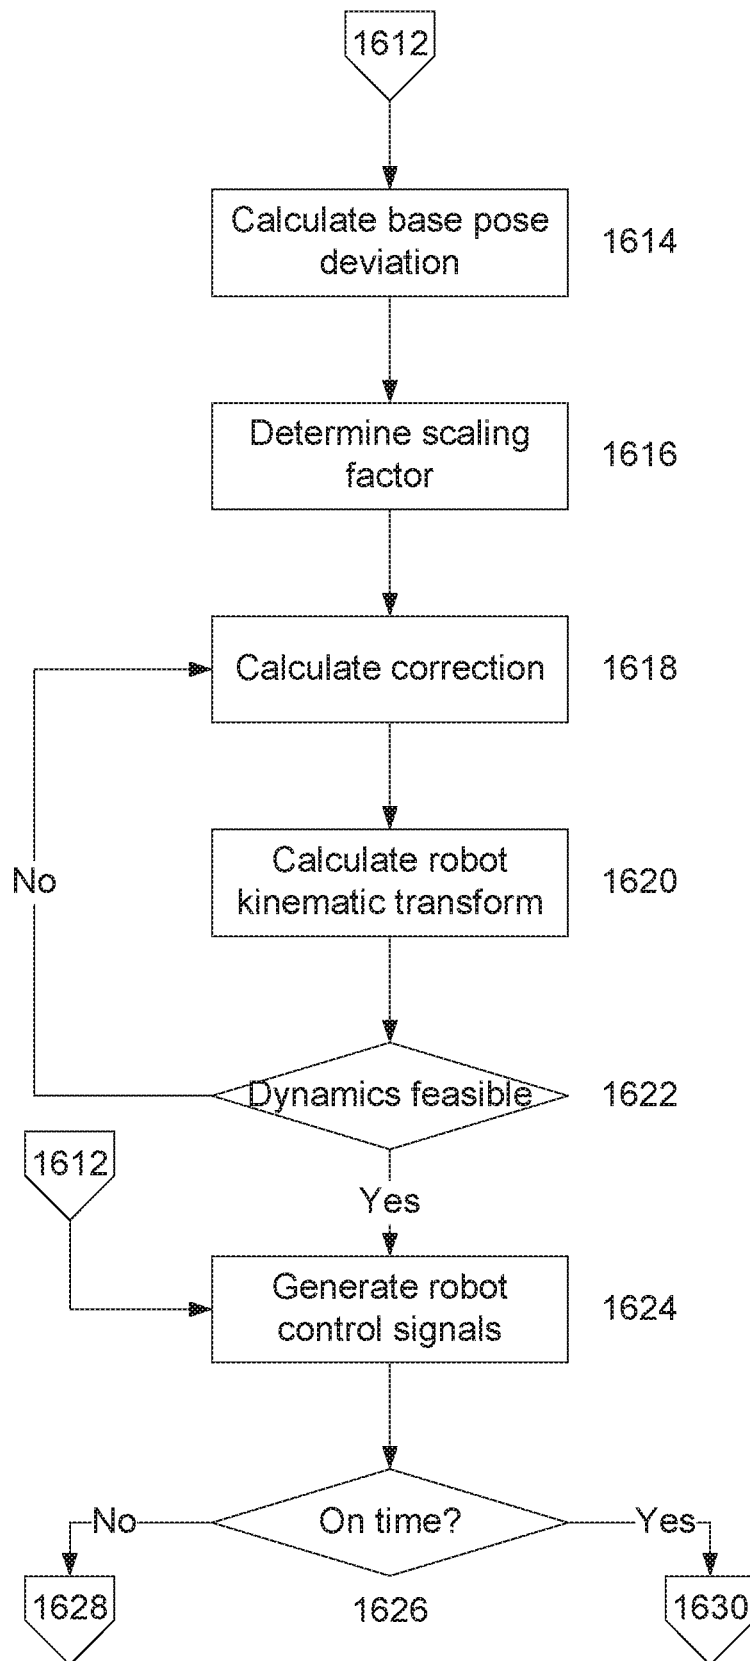 1612
Calculate base pose
deviation
1614
Determine scaling
factor
1616
Calculate correction
1618
No
Calculate robot
kinematic transform
1620
Dynamics feasible
1622
1612
Yes
Generate robot
control signals
1624
No
On time?
Yes
1628
1626
1630